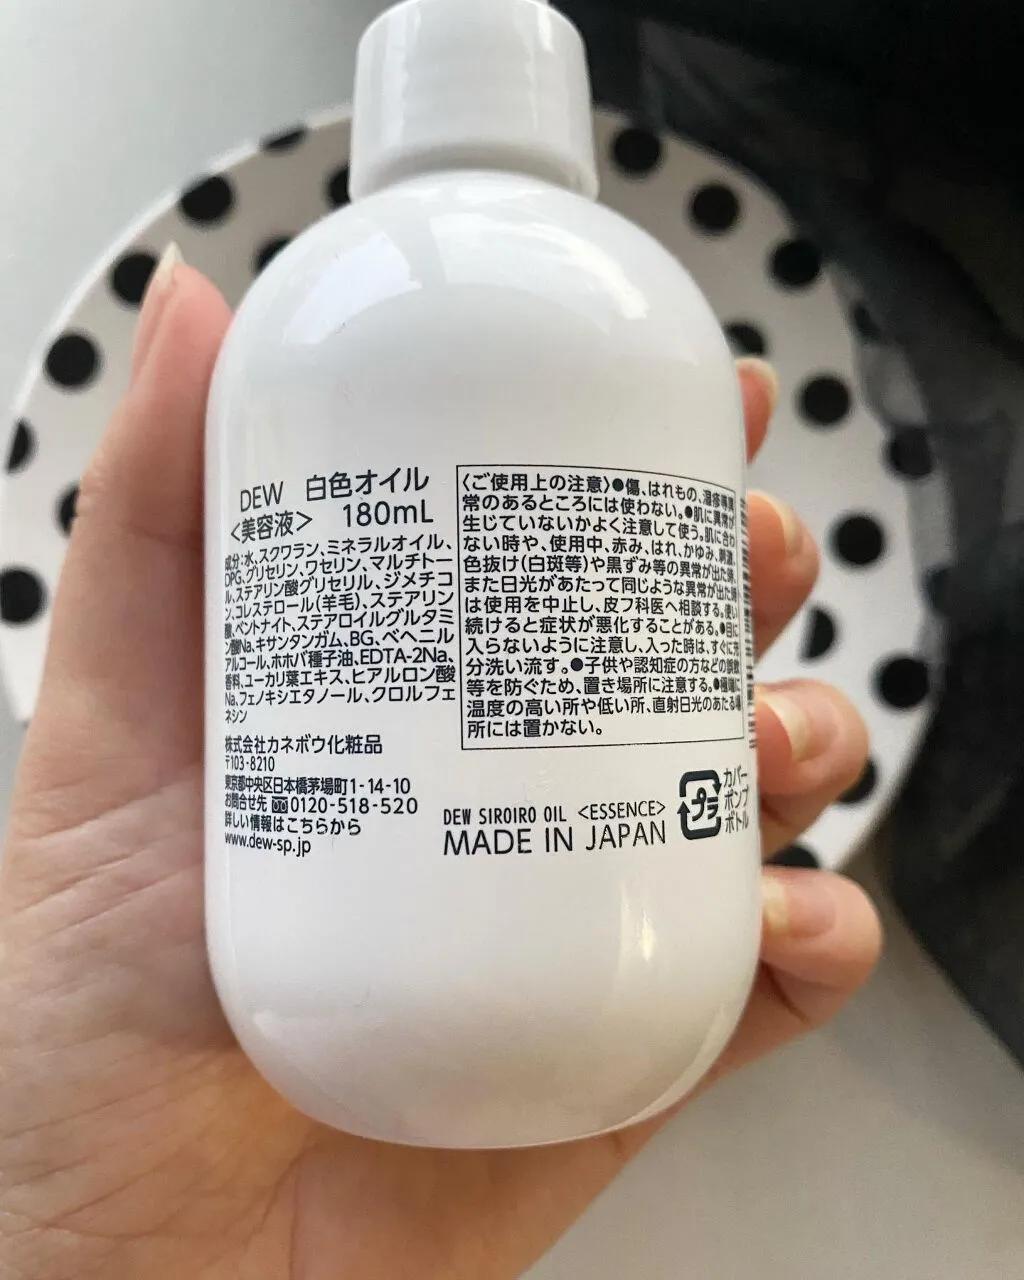 DEW 白色オイル
<美容液> 180mL
成分:水、スクワラン、ミネラルオイル、
DPG、グリセリン、ワセリン、マルチトー
ル、ステアリン酸グリセリル、ジメチコ
ン、コレステロール(羊毛)、ステアリン
酸、ベントナイト、ステアロイルグルタミ
ン酸Na、キサンタンガム、BG、ベヘニル
アルコール、ホホバ種子油、EDTA-2Na、
香料、ユーカリ葉エキス、ヒアルロン酸
Na、フェノキシエタノール、クロルフェ
ネシン
株式会社カネボウ化粧品
〒103-8210
東京都中央区日本橋茅場町1-14-10
お問合せ先 0120-518-520
詳しい情報はこちらから
www.dew-sp.jp
〈ご使用上の注意〉●傷、はれもの、湿疹等異
常のあるところには使わない。●肌に異常が
生じていないかよく注意して使う。肌に合わ
ない時や、使用中、赤み、はれ、かゆみ、刺激、
色抜け(白斑等)や黒ずみ等の異常が出た時、
また日光があたって同じような異常が出た時
は使用を中止し、皮フ科医へ相談する。使い
続けると症状が悪化することがある。●目に
入らないように注意し、入った時は、すぐに充
分洗い流す。●子供や認知症の方などの誤飲
等を防ぐため、置き場所に注意する。●極端に
温度の高い所や低い所、直射日光のあたる場
所には置かない。
DEW SIROIRO OIL <ESSENCE>
MADE IN JAPAN
プラ
カバー
ポンプ
ボトル